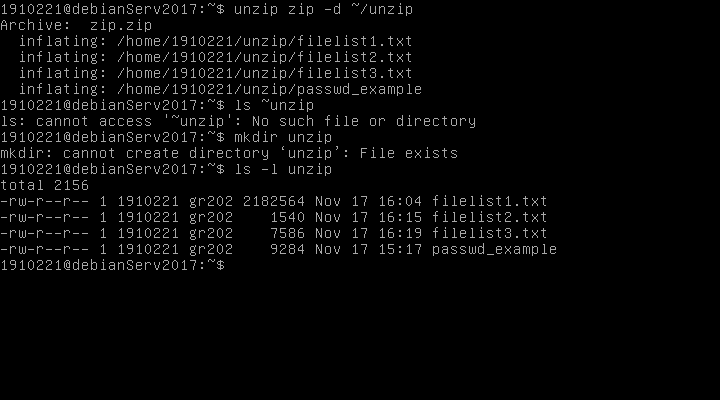 1910221@debianServ2017:~$ unzip zip -d ~/unzip
Archive:  zip.zip
  inflating: /home/1910221/unzip/filelist1.txt
  inflating: /home/1910221/unzip/filelist2.txt
  inflating: /home/1910221/unzip/filelist3.txt
  inflating: /home/1910221/unzip/passwd_example
1910221@debianServ2017:~$ ls ~unzip
ls: cannot access '~unzip': No such file or directory
1910221@debianServ2017:~$ mkdir unzip
mkdir: cannot create directory ‘unzip’: File exists
1910221@debianServ2017:~$ ls -l unzip
total 2156
-rw-r--r-- 1 1910221 gr202 2182564 Nov 17 16:04 filelist1.txt
-rw-r--r-- 1 1910221 gr202    1540 Nov 17 16:15 filelist2.txt
-rw-r--r-- 1 1910221 gr202    7586 Nov 17 16:19 filelist3.txt
-rw-r--r-- 1 1910221 gr202    9284 Nov 17 15:17 passwd_example
1910221@debianServ2017:~$